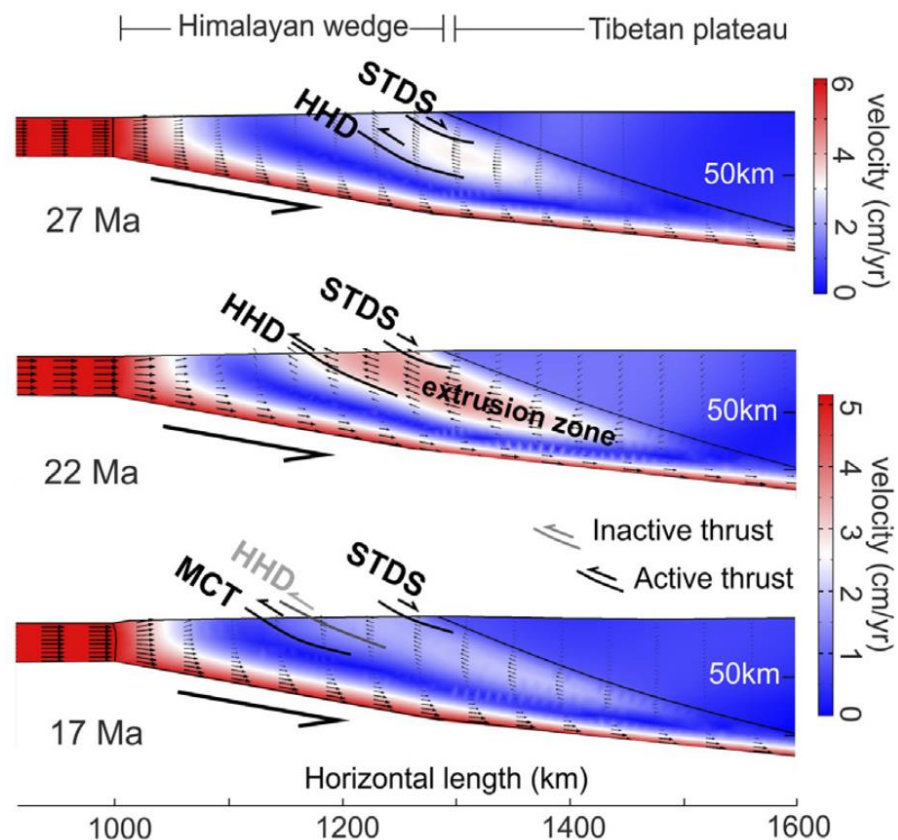 Himalayan wedge
Tibetan plateau
STDS
HHD
50km
27 Ma
6
4
2
0
velocity (cm/yr)
STDS
HHD
extrusion zone
50km
22 Ma
5
4
3
2
1
0
velocity (cm/yr)
Inactive thrust
Active thrust
STDS
HHD
MCT
50km
17 Ma
Horizontal length (km)
1000 1200 1400 1600